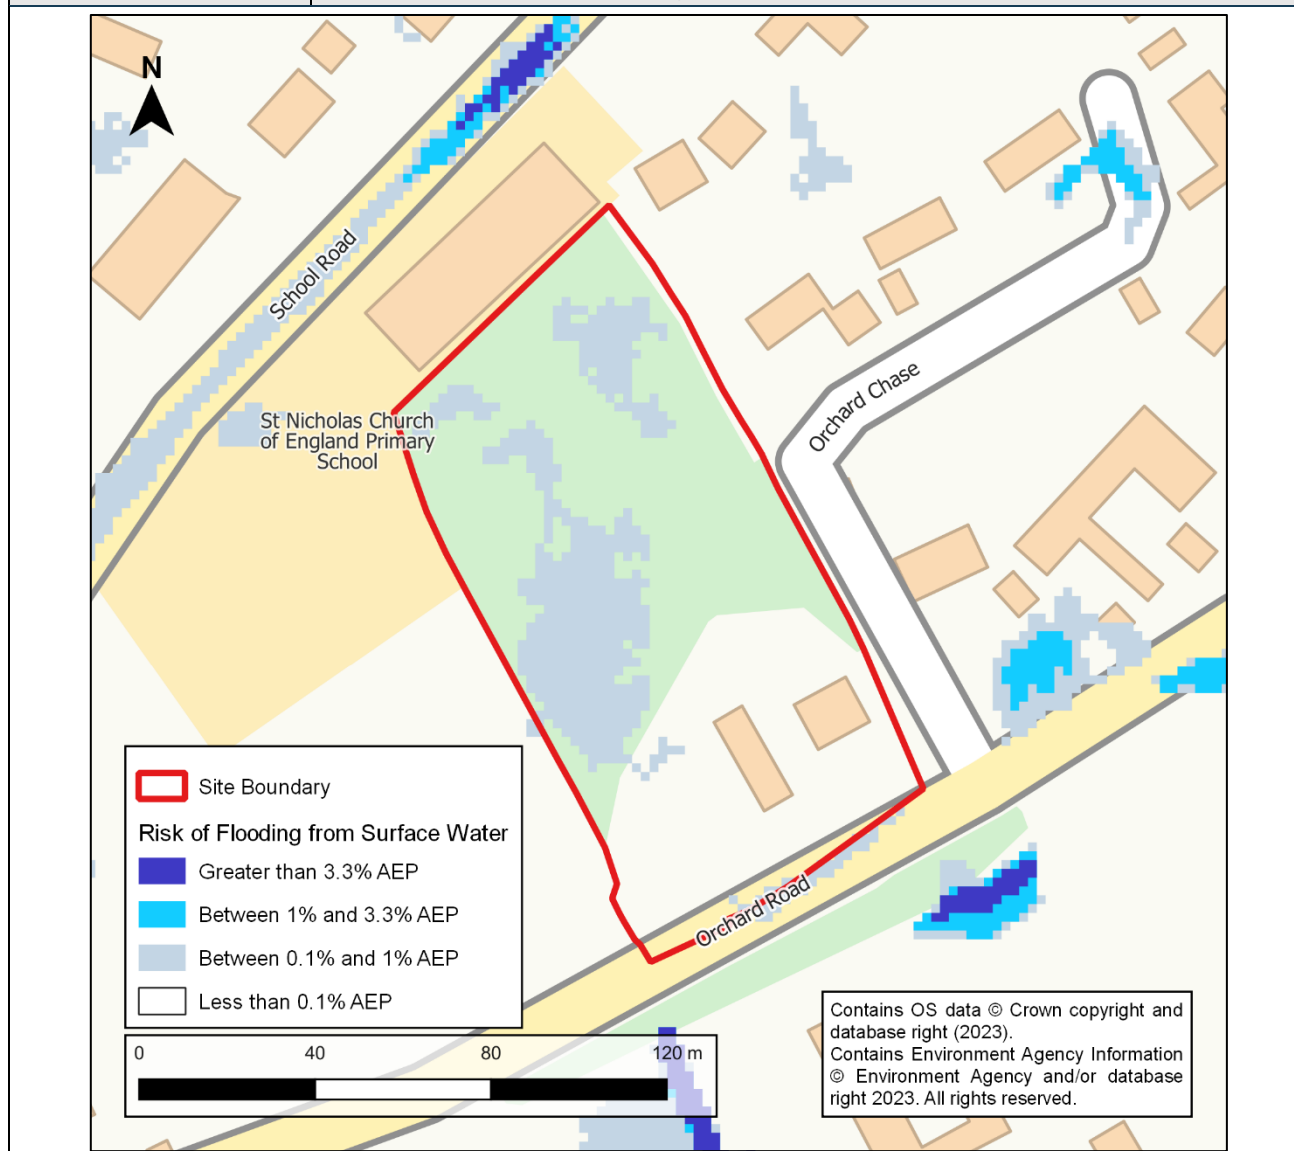 N
School Road
St Nicholas Church
of England Primary
School
Orchard Chase
Orchard Road
Site Boundary
Risk of Flooding from Surface Water
Greater than 3.3% AEP
Between 1% and 3.3% AEP
Between 0.1% and 1% AEP
Less than 0.1% AEP
0 40 80 120 m
Contains OS data © Crown copyright and
database right (2023).
Contains Environment Agency Information
© Environment Agency and/or database
right 2023. All rights reserved.